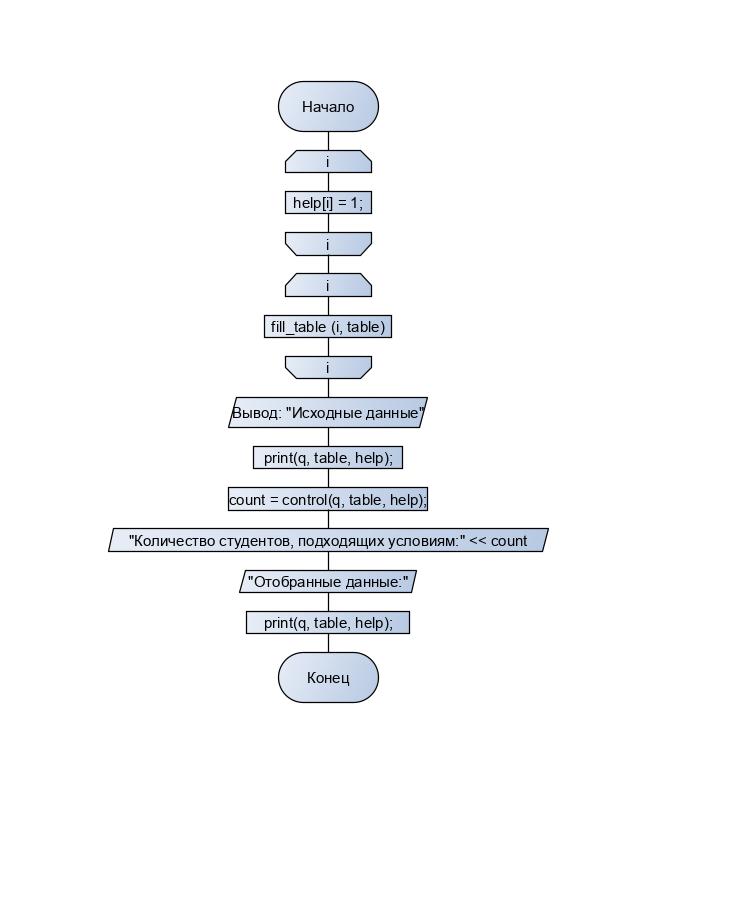 Начало
i
help[i] = 1;
i
i
fill_table (i, table)
i
Вывод: "Исходные данные"
print(q, table, help);
count = control(q, table, help);
"Количество студентов, подходящих условиям:" << count
"Отобранные данные:"
print(q, table, help);
Конец